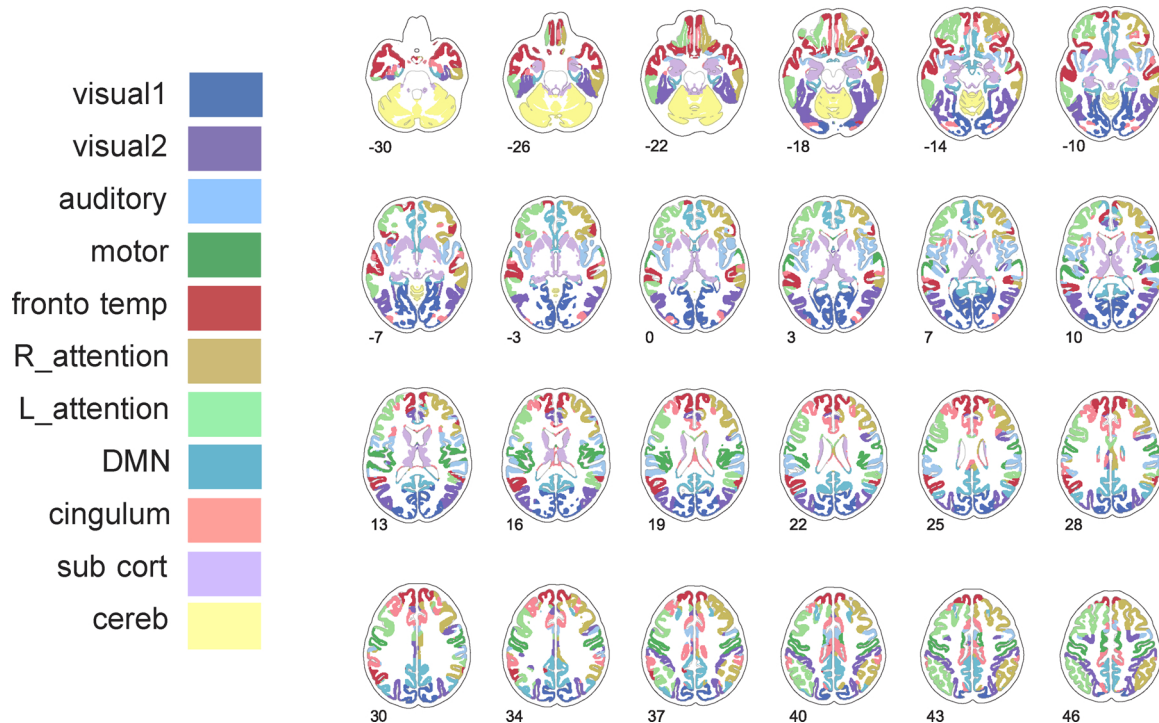 visual1
visual2
auditory
motor
fronto temp
R_attention
L_attention
DMN
cingulum
sub cort
cereb
-30 -26 -22 -18 -14 -10
-7 -3 0 3 7 10
13 16 19 22 25 28
30 34 37 40 43 46